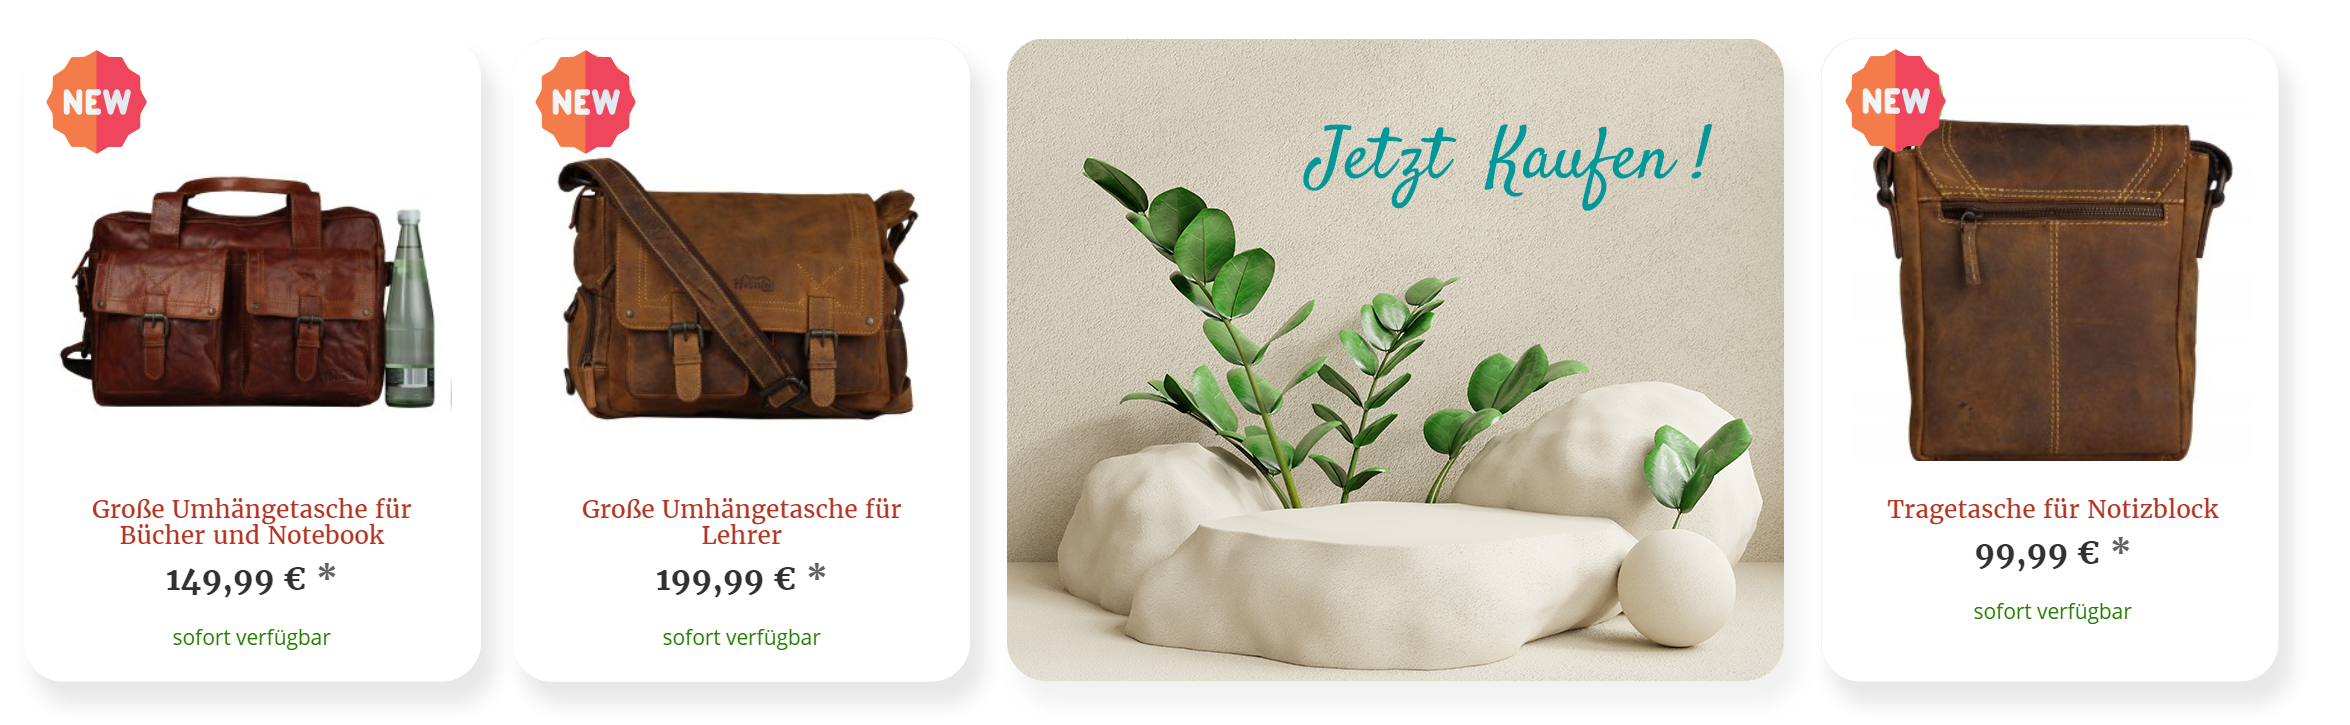 NEW
Große Umhängetasche für
Bücher und Notebook
149,99 € *
sofort verfügbar
NEW
Große Umhängetasche für
Lehrer
199,99 € *
sofort verfügbar
Jetzt Kaufen !
NEW
Tragetasche für Notizblock
99,99 € *
sofort verfügbar